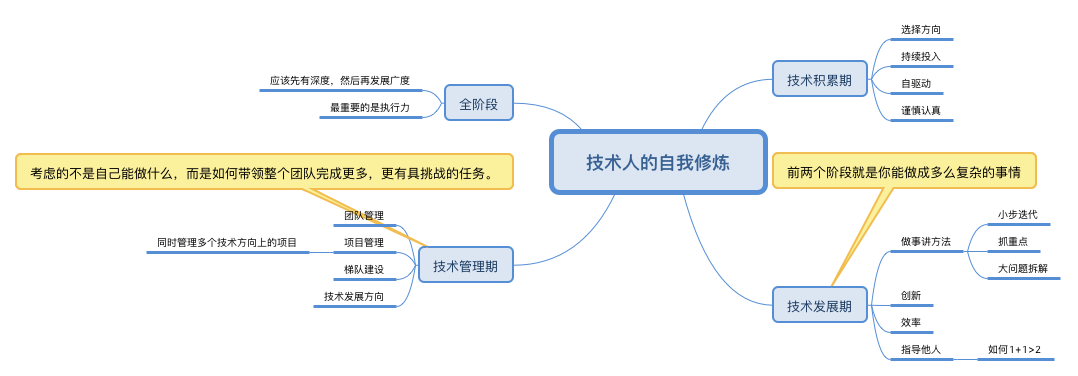 技术人的自我修炼
技术积累期
选择方向
持续投入
自驱动
谨慎认真
前两个阶段就是你能做成多么复杂的事情
技术发展期
做事讲方法
小步迭代
抓重点
大问题拆解
创新
效率
指导他人
如何1+1>2
全阶段
应该先有深度，然后再发展广度
最重要的是执行力
考虑的不是自己能做什么，而是如何带领整个团队完成更多，更有具挑战的任务。
技术管理期
团队管理
项目管理
同时管理多个技术方向上的项目
梯队建设
技术发展方向